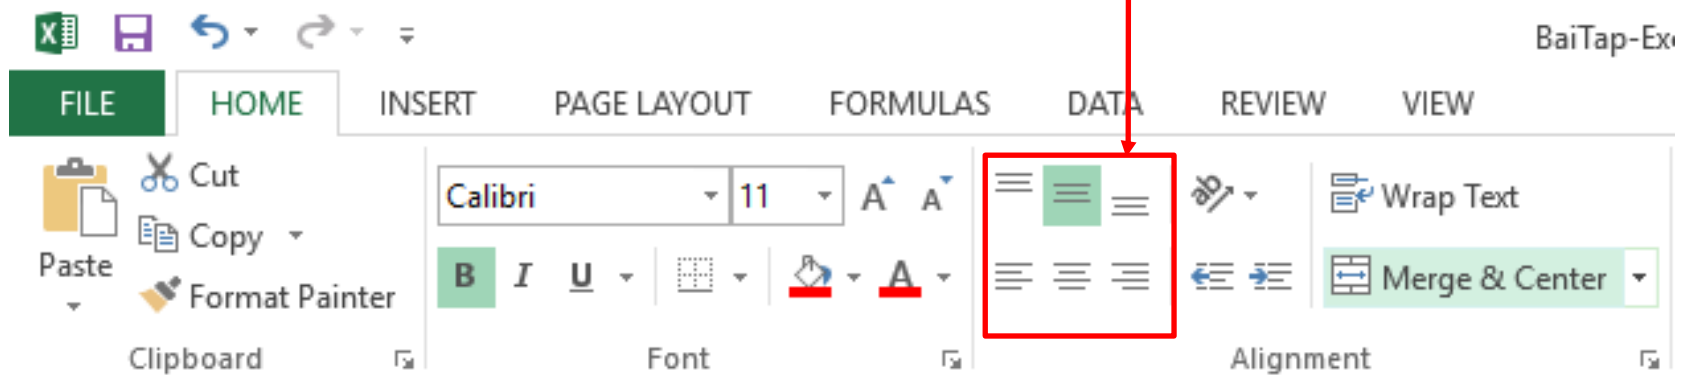 BaiTap-Exc
FILE HOME INSERT PAGE LAYOUT FORMULAS DATA REVIEW VIEW
Cut
Calibri 11 A A Wrap Text
Copy
Paste B I U A Merge & Center
Format Painter
Clipboard Font Alignment